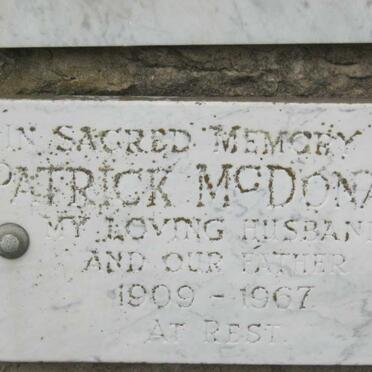 IN SACRED MEMORY
PATRICK McDONA
MY LOVING HUSBAN
AND OUR FATHER
1909 - 1967
AT REST.